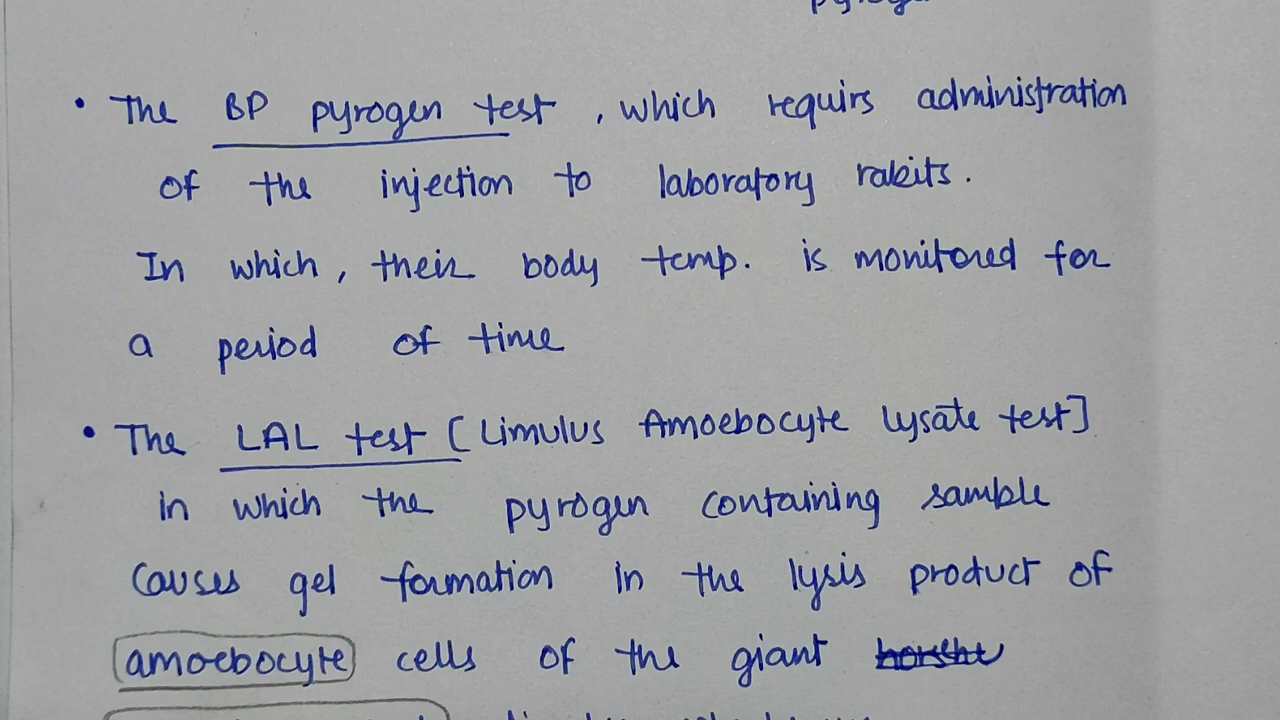 • The BP pyrogen test, which requirs administration
of the injection to laboratory rabits.
In which, their body temp. is monitored for
a period of time
• The LAL test [Limulus Amoebocyte lysate test]
in which the pyrogen containing samble
causes gel formation in the lysis product of
amoebocyte cells of the giant